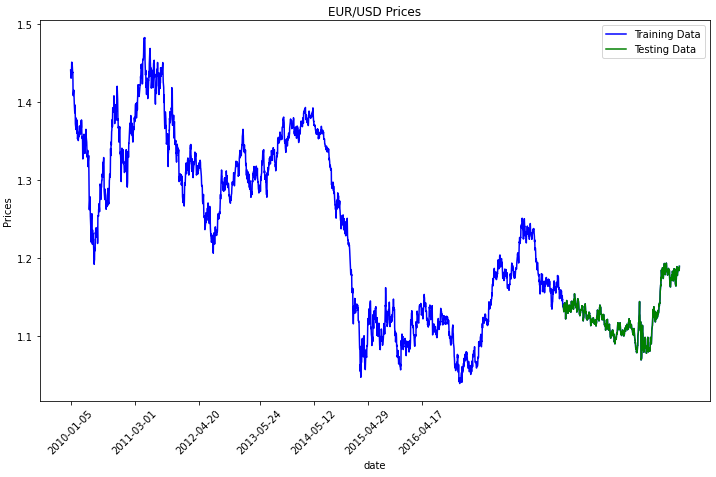 EUR/USD Prices
Training Data
Testing Data
Prices
1.5
1.4
1.3
1.2
1.1
2010-01-05
2011-03-01
2012-04-20
2013-05-24
2014-05-12
2015-04-29
2016-04-17
date